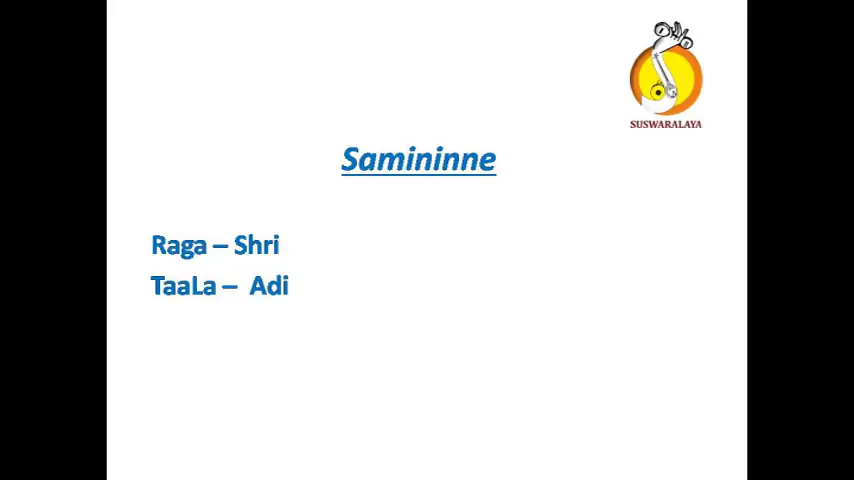 SUSWARALAYA
Samininne
Raga – Shri
TaaLa – Adi